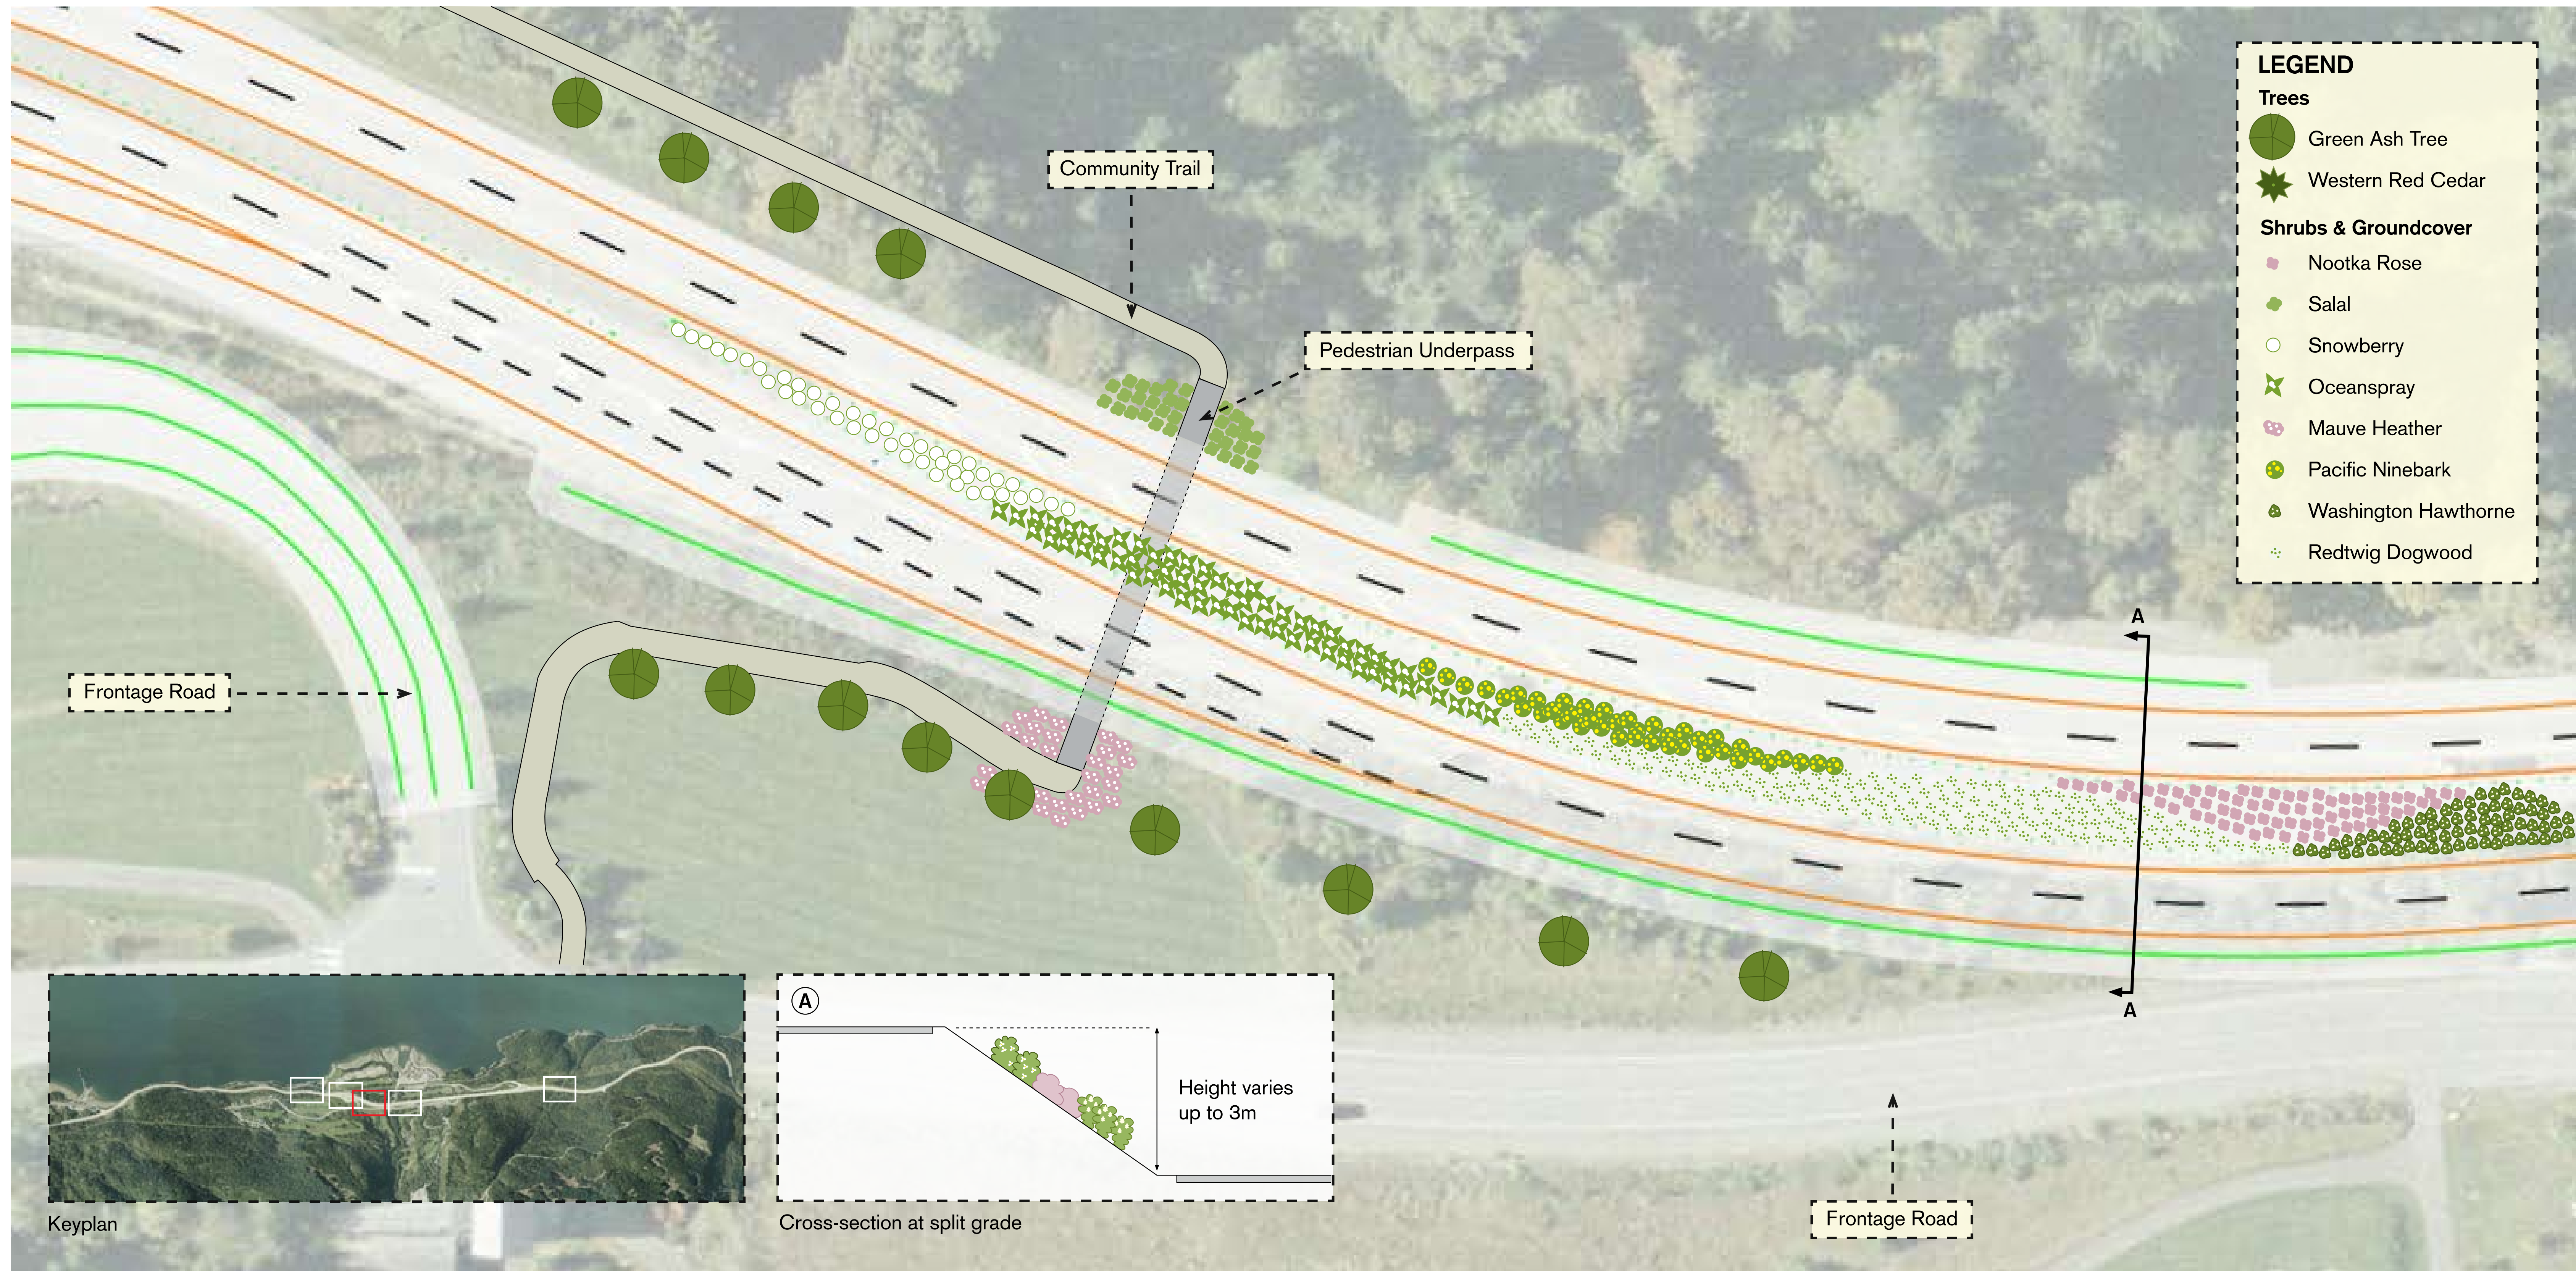 LEGEND
Trees
Green Ash Tree
Western Red Cedar
Shrubs & Groundcover
Nootka Rose
Salal
Snowberry
Oceanspray
Mauve Heather
Pacific Ninebark
Washington Hawthorne
Redtwig Dogwood
Community Trail
Pedestrian Underpass
Frontage Road
A
A
A
Height varies
up to 3m
Keyplan
Cross-section at split grade
Frontage Road